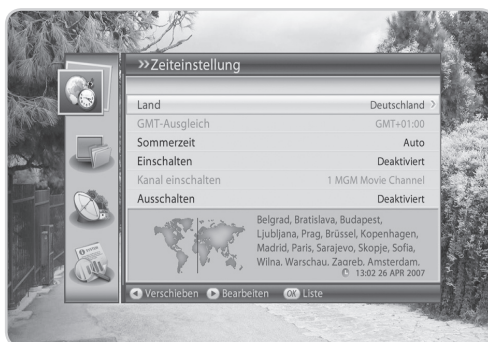 »Zeiteinstellung
Land Deutschland
GMT-Ausgleich GMT+01:00
Sommerzeit Auto
Einschalten Deaktiviert
Kanal einschalten 1 MGM Movie Channel
Ausschalten Deaktiviert
Belgrad, Bratislava, Budapest,
Ljubljana, Prag, Brüssel, Kopenhagen,
Madrid, Paris, Sarajevo, Skopje, Sofia,
Wilna, Warschau, Zagreb, Amsterdam,
13:02 26 APR 2007
Verschieben Bearbeiten OK Liste